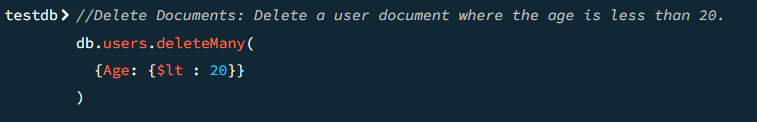 testdb> //Delete Documents: Delete a user document where the age is less than 20.
db.users.deleteMany(
{Age: {$lt : 20}}
)